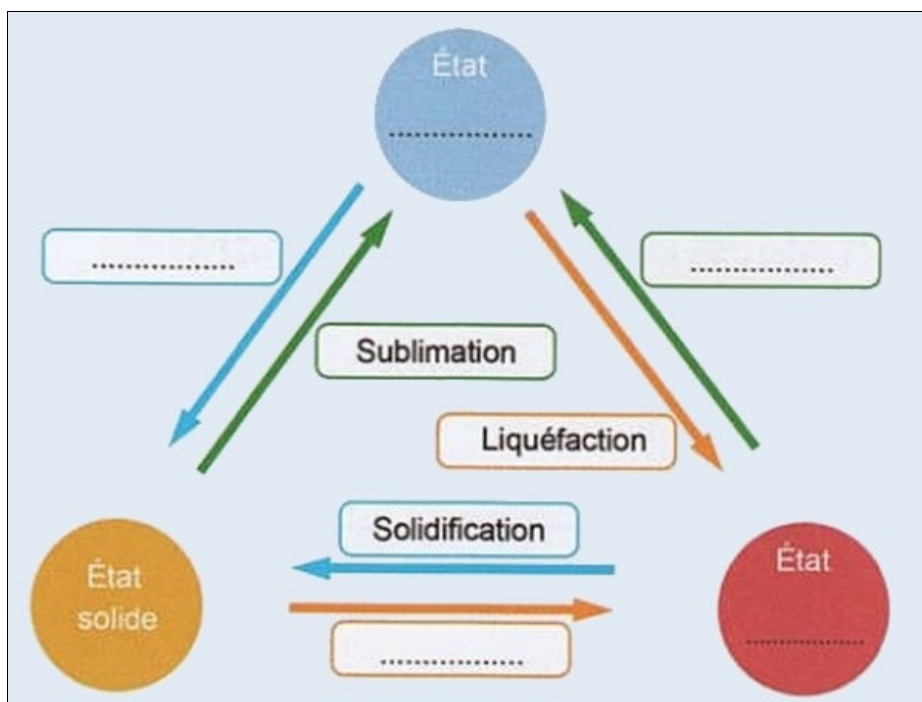 État
..................
..................
..................
Sublimation
Liquéfaction
Solidification
État
solide
État
..................
..................